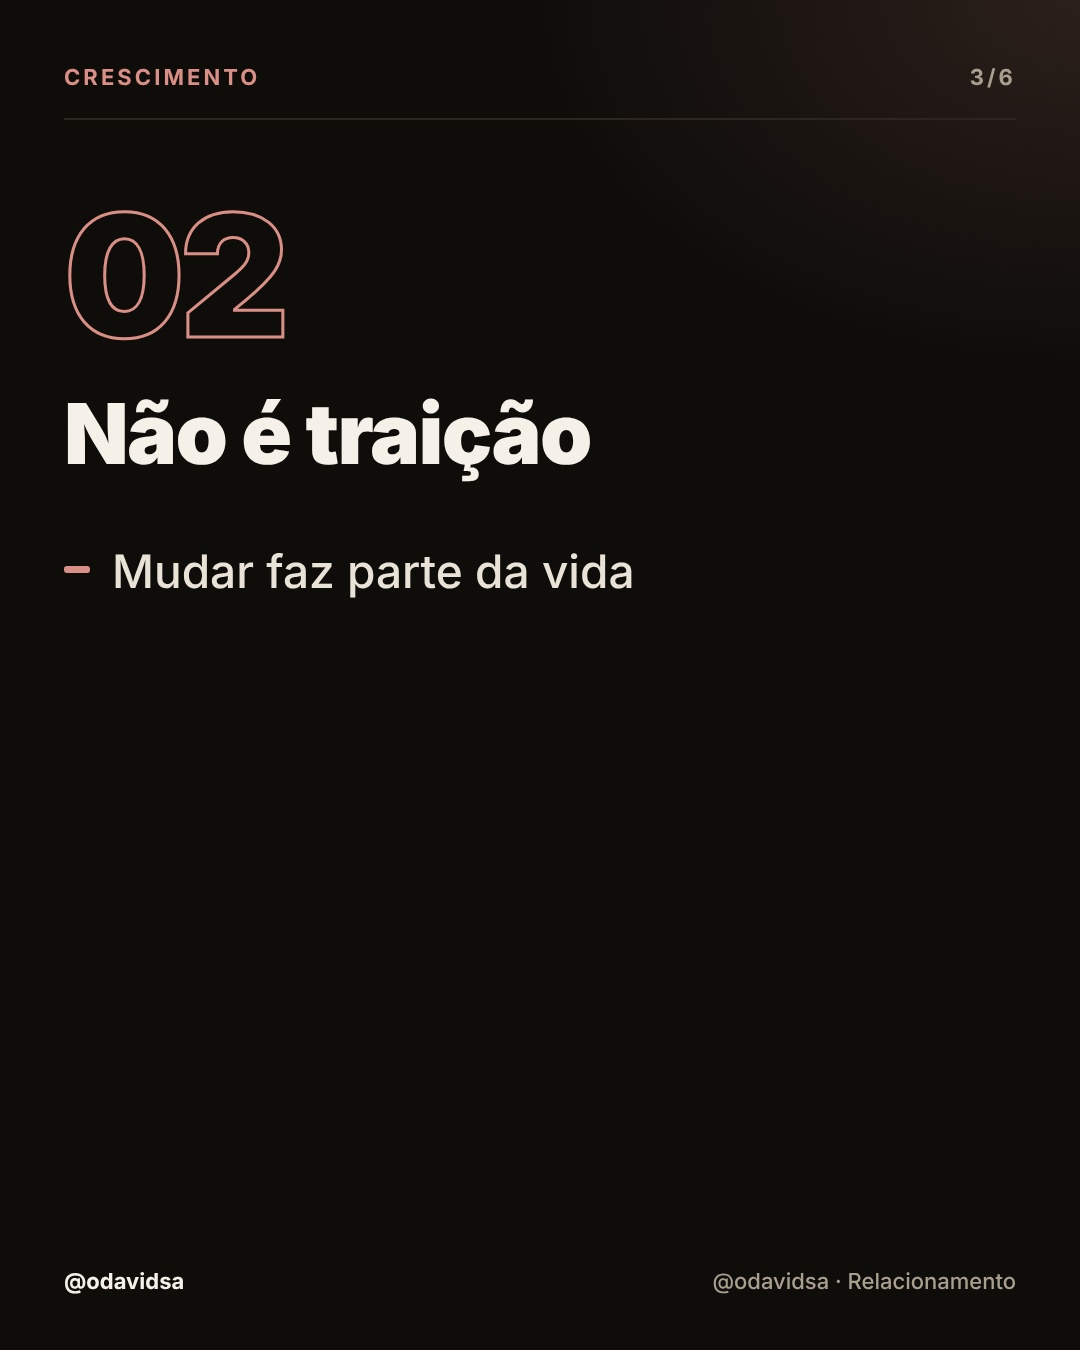 CRESCIMENTO
3/6
02
Não é traição
Mudar faz parte da vida
@odavidsa
@odavidsa · Relacionamento